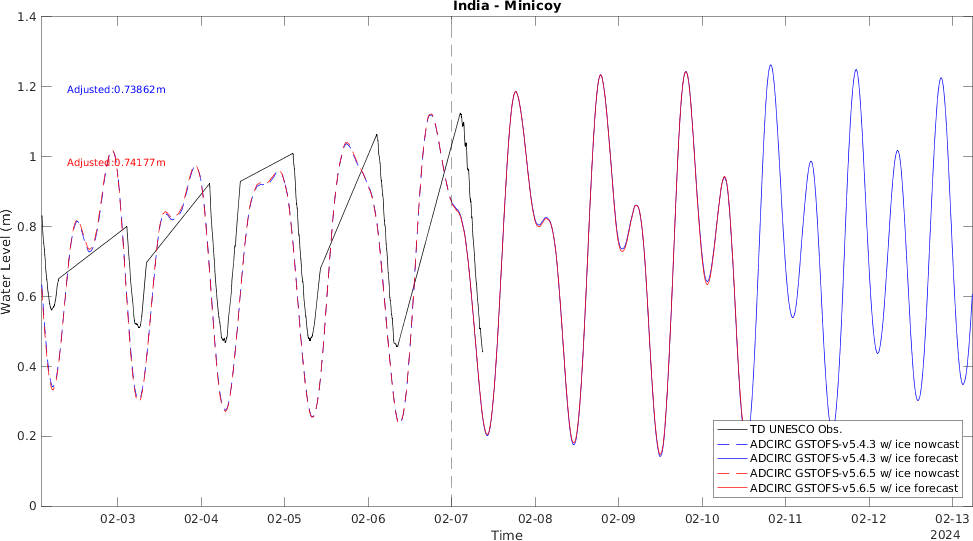 India - Minicoy
1.4
1.2
1
0.8
0.6
0.4
0.2
0
Water Level (m)
Adjusted:0.73862m
Adjusted:0.74177m
TD UNESCO Obs.
ADCIRC GSTOFS-v5.4.3 w/ ice nowcast
ADCIRC GSTOFS-v5.4.3 w/ ice forecast
ADCIRC GSTOFS-v5.6.5 w/ ice nowcast
ADCIRC GSTOFS-v5.6.5 w/ ice forecast
02-03 02-04 02-05 02-06 02-07 02-08 02-09 02-10 02-11 02-12 02-13
Time
2024